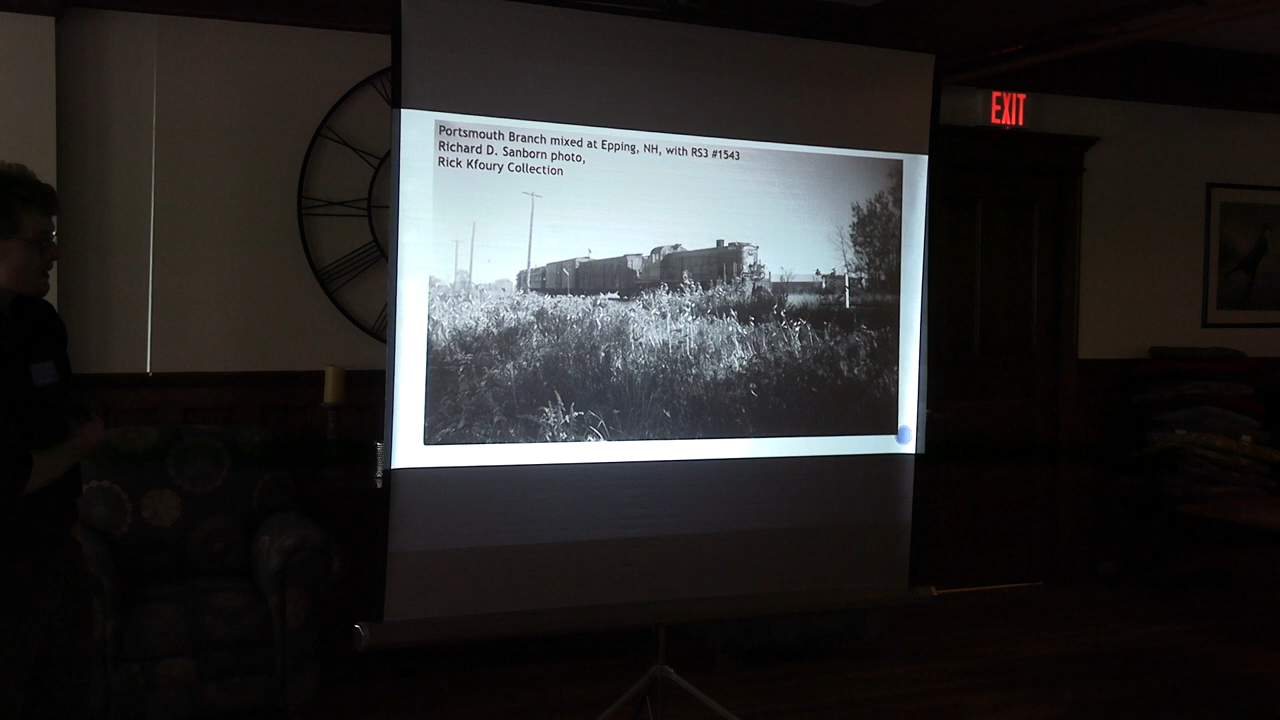 Portsmouth Branch mixed at Epping, NH, with RS3 #1543
Richard D. Sanborn photo,
Rick Kfoury Collection
EXIT